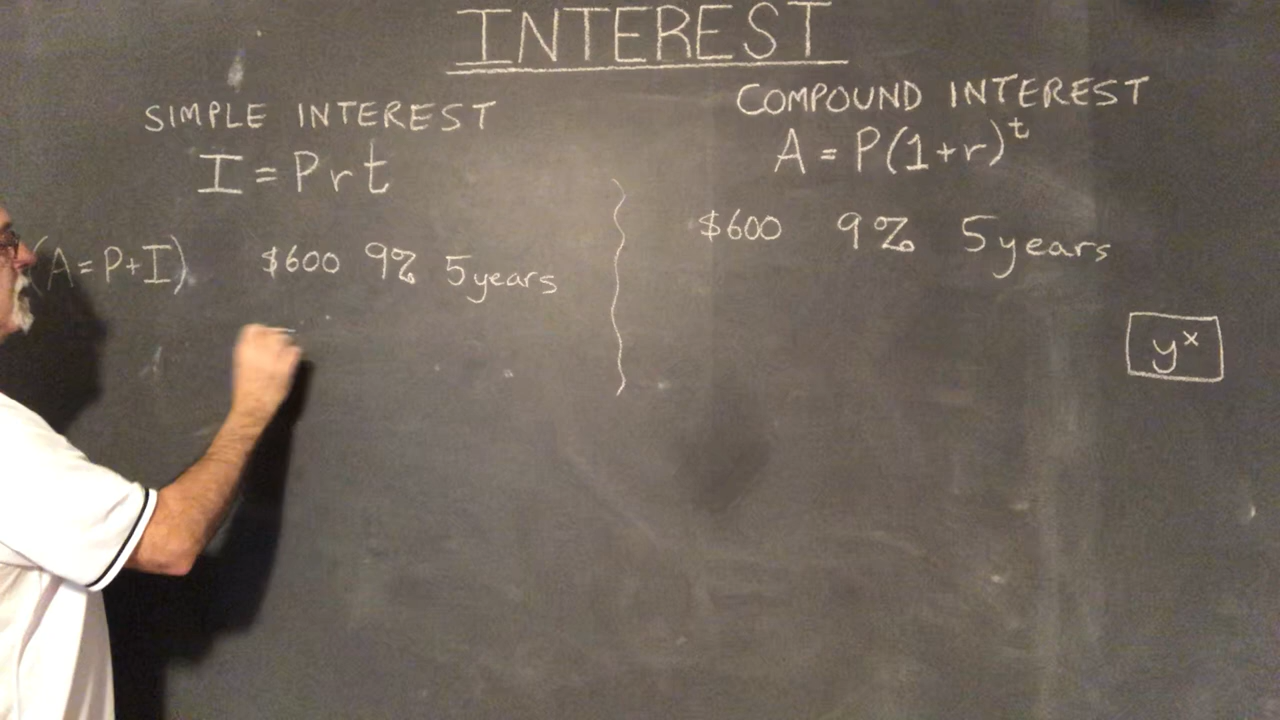 INTEREST
SIMPLE INTEREST
I = Prt
(A=P+I) $600 9% 5years
COMPOUND INTEREST
A = P(1+r)^t
$600 9% 5years
y^x